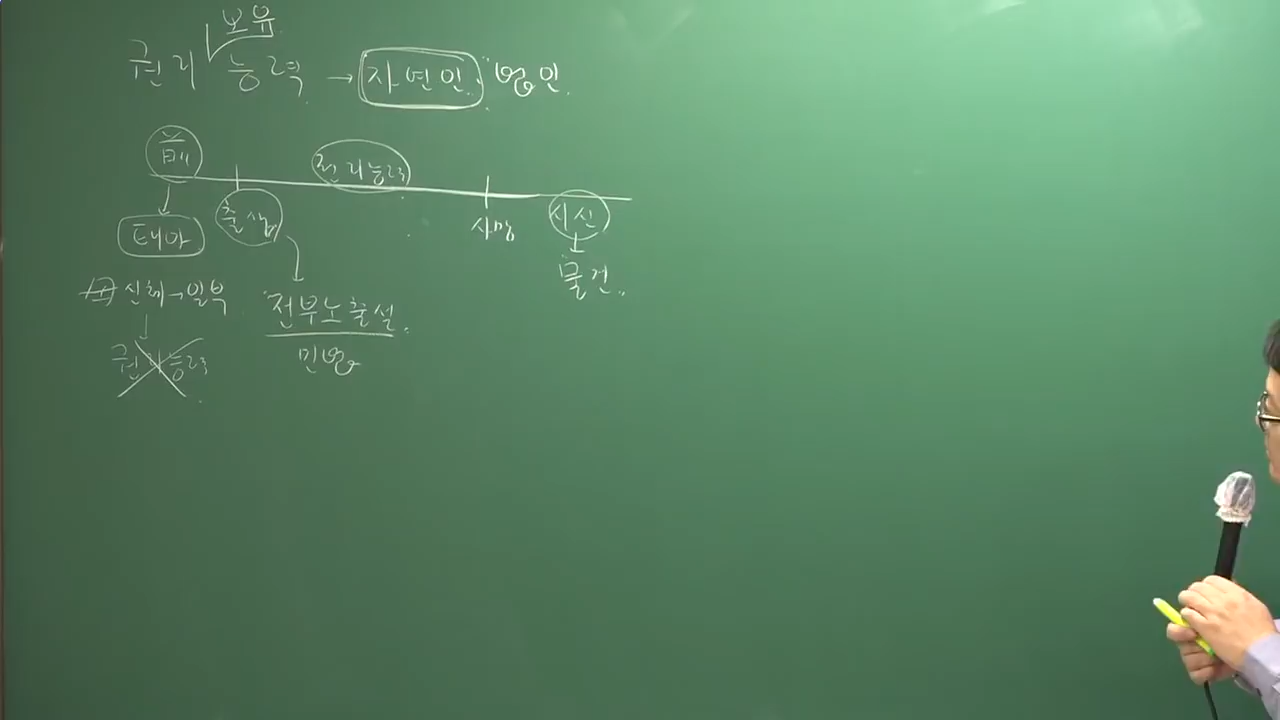 보유
권리능력 → 자연인, 법인.
권리능력
태아
출생
사망
시신
물건.
신체→일부
전부노출설.
권리능력
민법